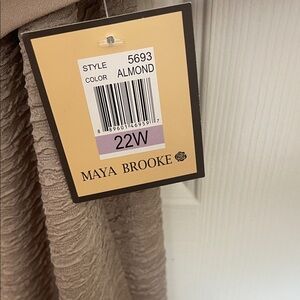 STYLE 5693
COLOR ALMOND
22W
MAYA BROOKE